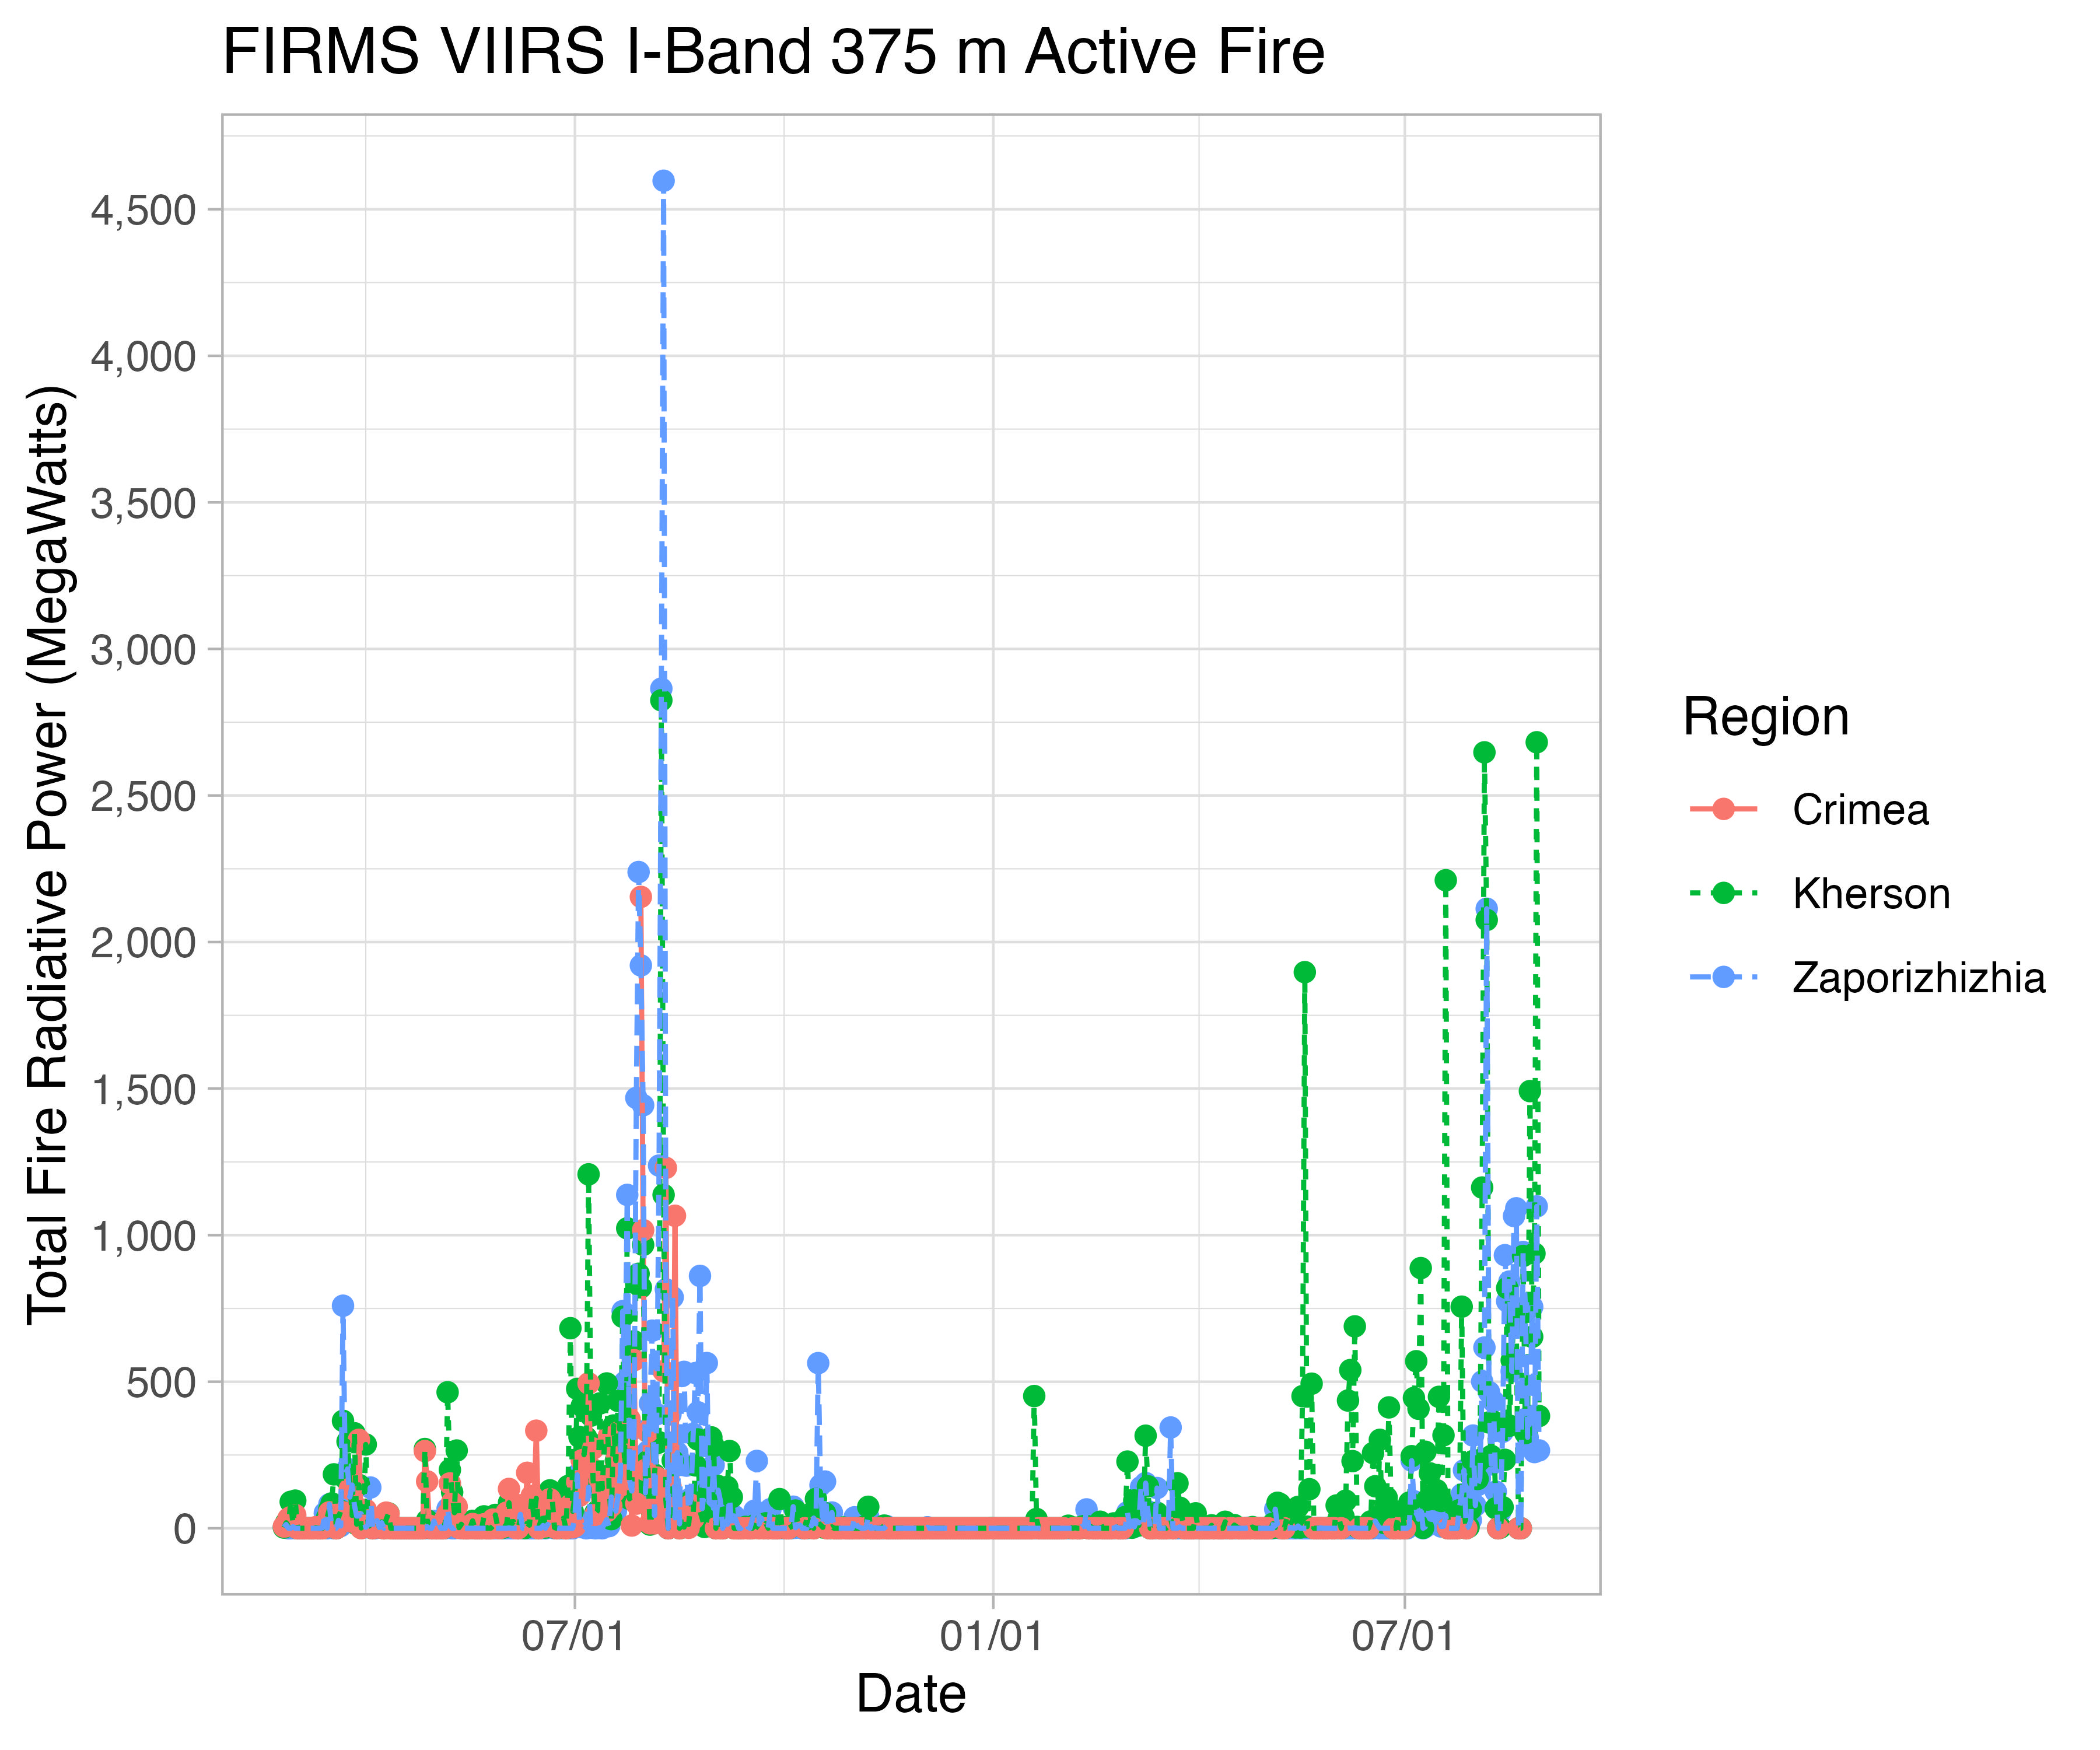 FIRMS VIIRS I-Band 375 m Active Fire
Total Fire Radiative Power (MegaWatts)
4,500
4,000
3,500
3,000
2,500
2,000
1,500
1,000
500
0
07/01
01/01
07/01
Date
Region
Crimea
Kherson
Zaporizhizhia